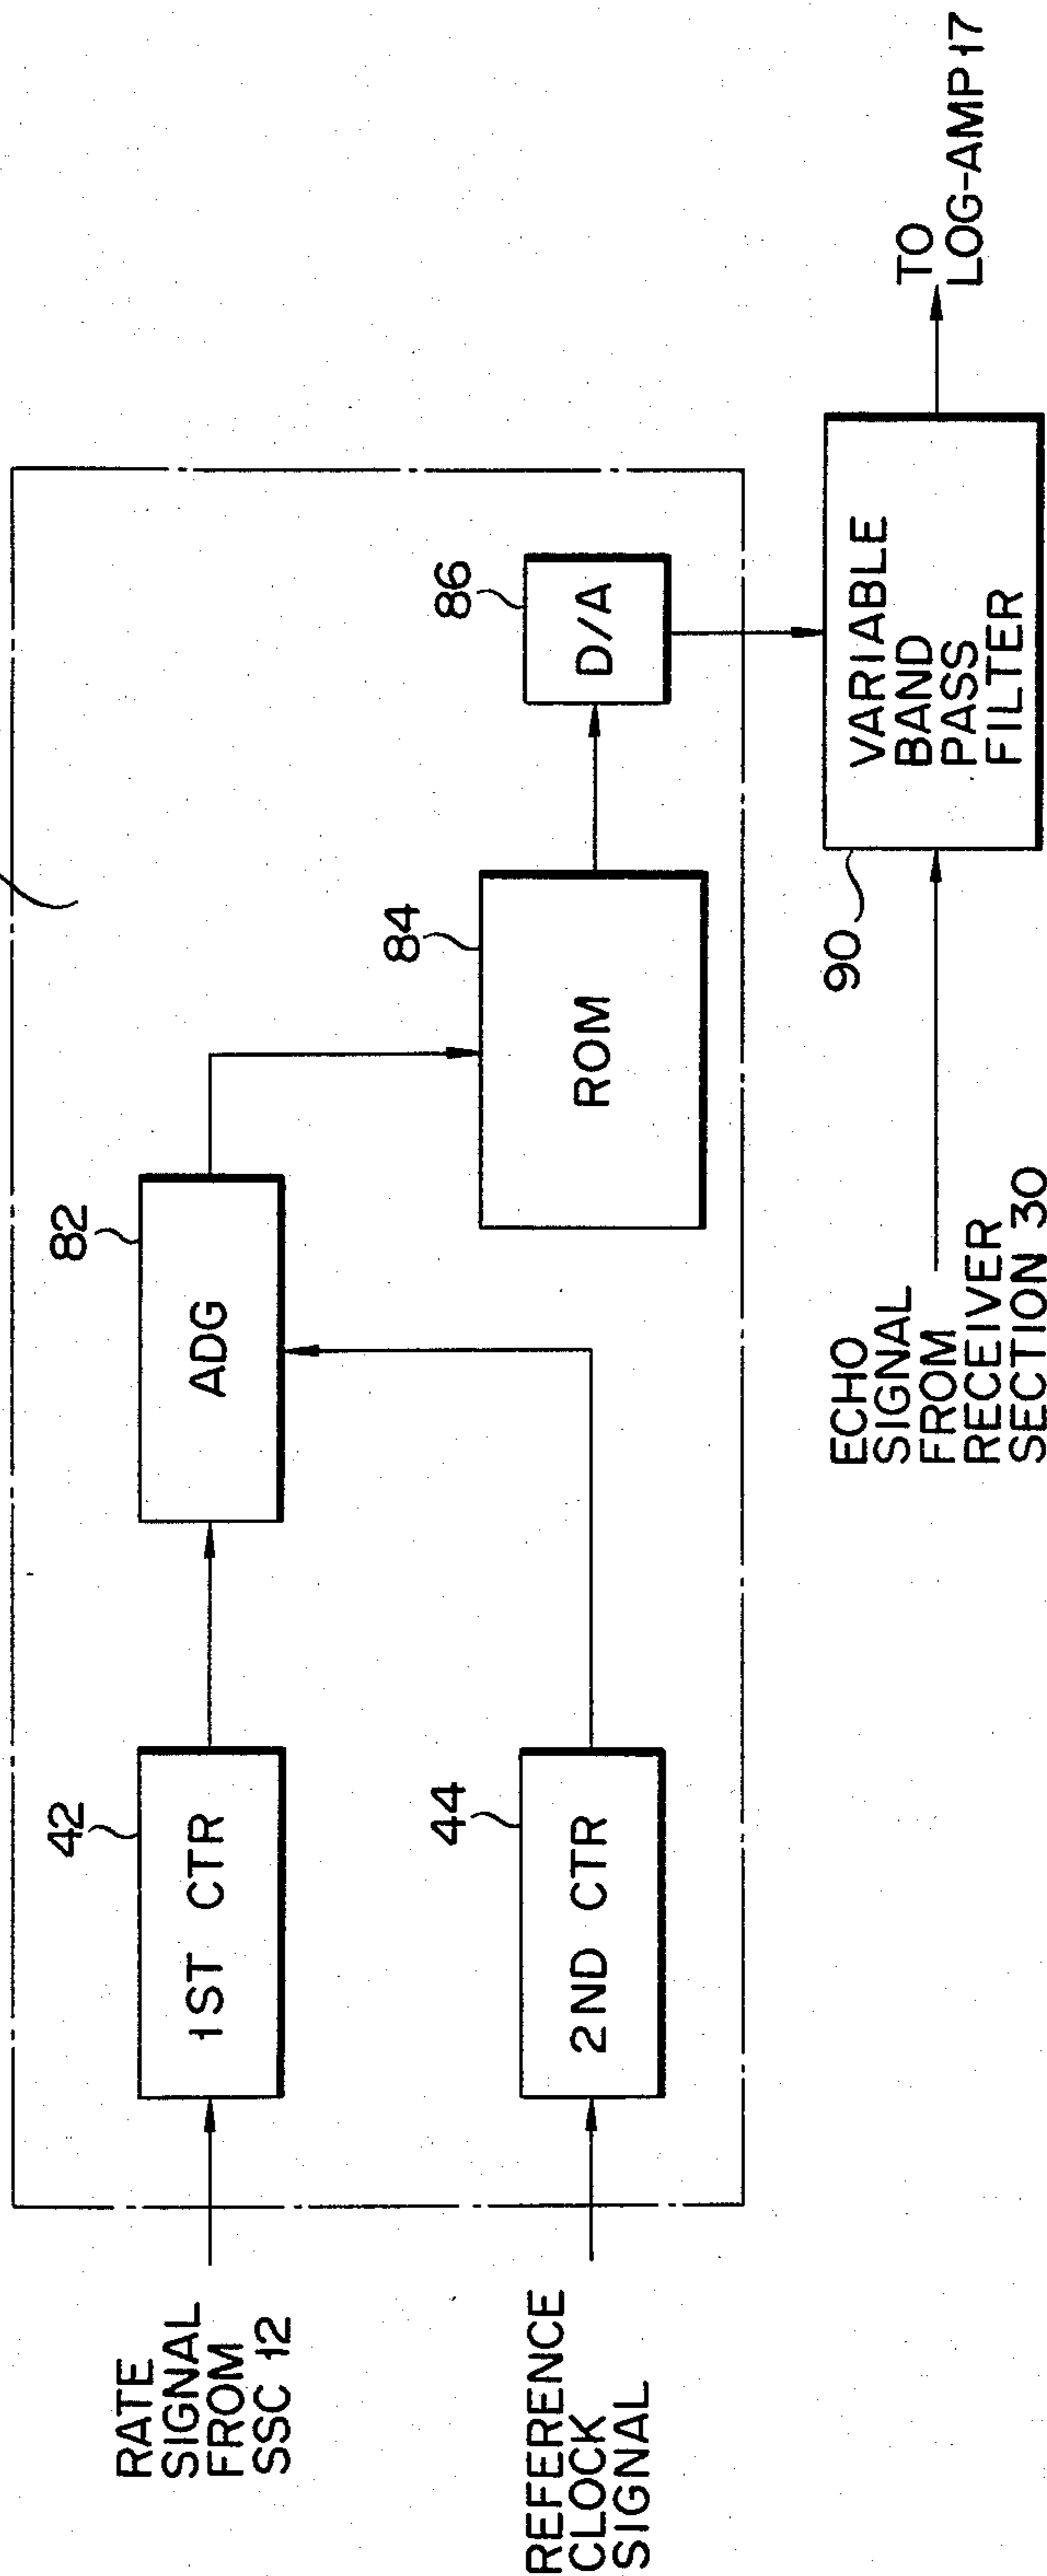 RATE
SIGNAL
FROM
SSC 12
42
1ST CTR
82
ADG
REFERENCE
CLOCK
SIGNAL
44
2ND CTR
84
ROM
86
D/A
ECHO
SIGNAL
FROM
RECEIVER
SECTION 30
90
VARIABLE
BAND
PASS
FILTER
TO
LOG-AMP 17